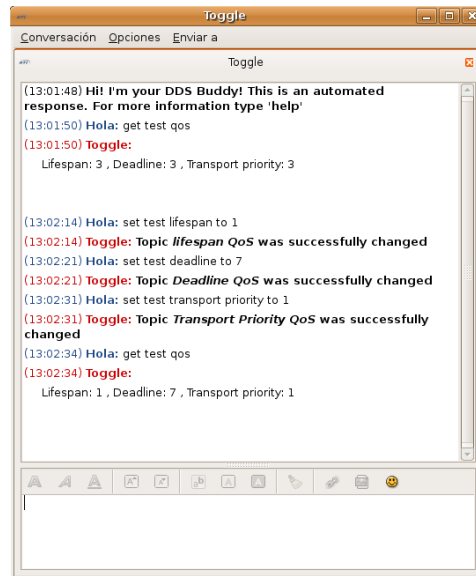 Toggle
Conversación Opciones Enviar a
Toggle
(13:01:48) Hi! I'm your DDS Buddy! This is an automated
response. For more information type 'help'
(13:01:50) Hola: get test qos
(13:01:50) Toggle:
Lifespan: 3 , Deadline: 3 , Transport priority: 3
(13:02:14) Hola: set test lifespan to 1
(13:02:14) Toggle: Topic lifespan QoS was successfully changed
(13:02:21) Hola: set test deadline to 7
(13:02:21) Toggle: Topic Deadline QoS was successfully changed
(13:02:31) Hola: set test transport priority to 1
(13:02:31) Toggle: Topic Transport Priority QoS was successfully
changed
(13:02:34) Hola: get test qos
(13:02:34) Toggle:
Lifespan: 1 , Deadline: 7 , Transport priority: 1